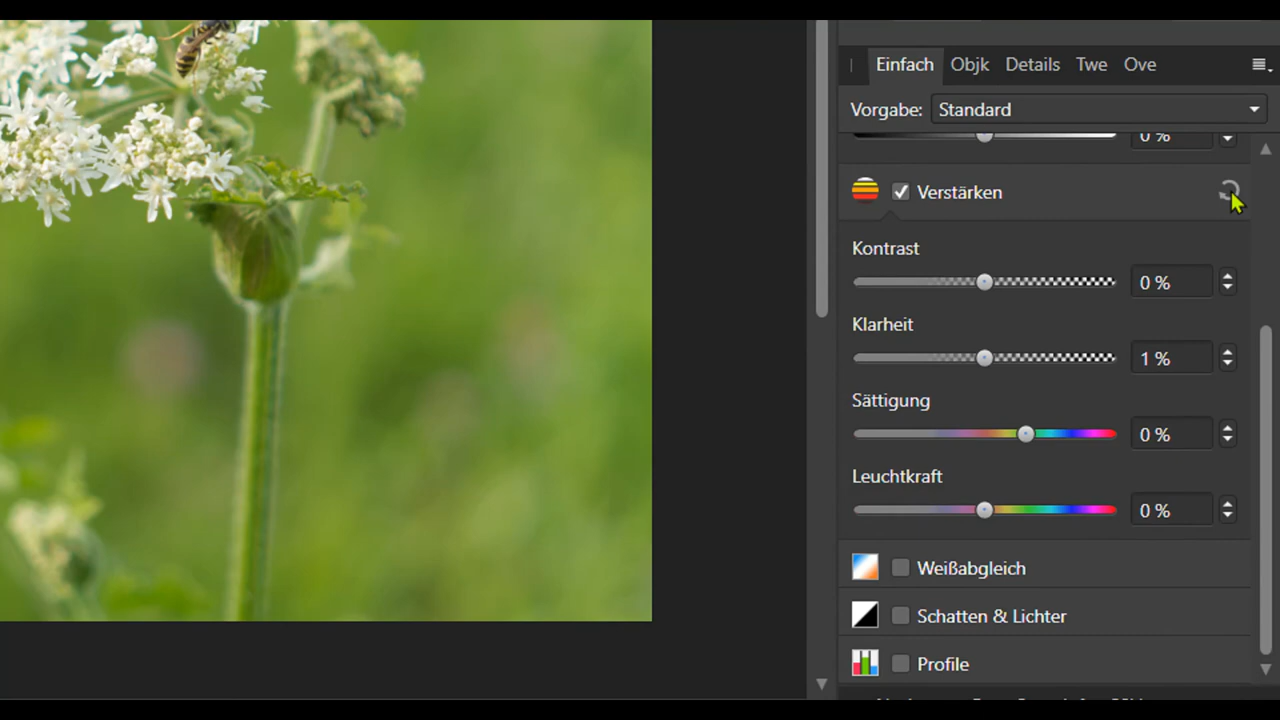 Einfach Objk Details Twe Ove
Vorgabe: Standard
0 %
Verstärken
Kontrast
0 %
Klarheit
1 %
Sättigung
0 %
Leuchtkraft
0 %
Weißabgleich
Schatten & Lichter
Profile